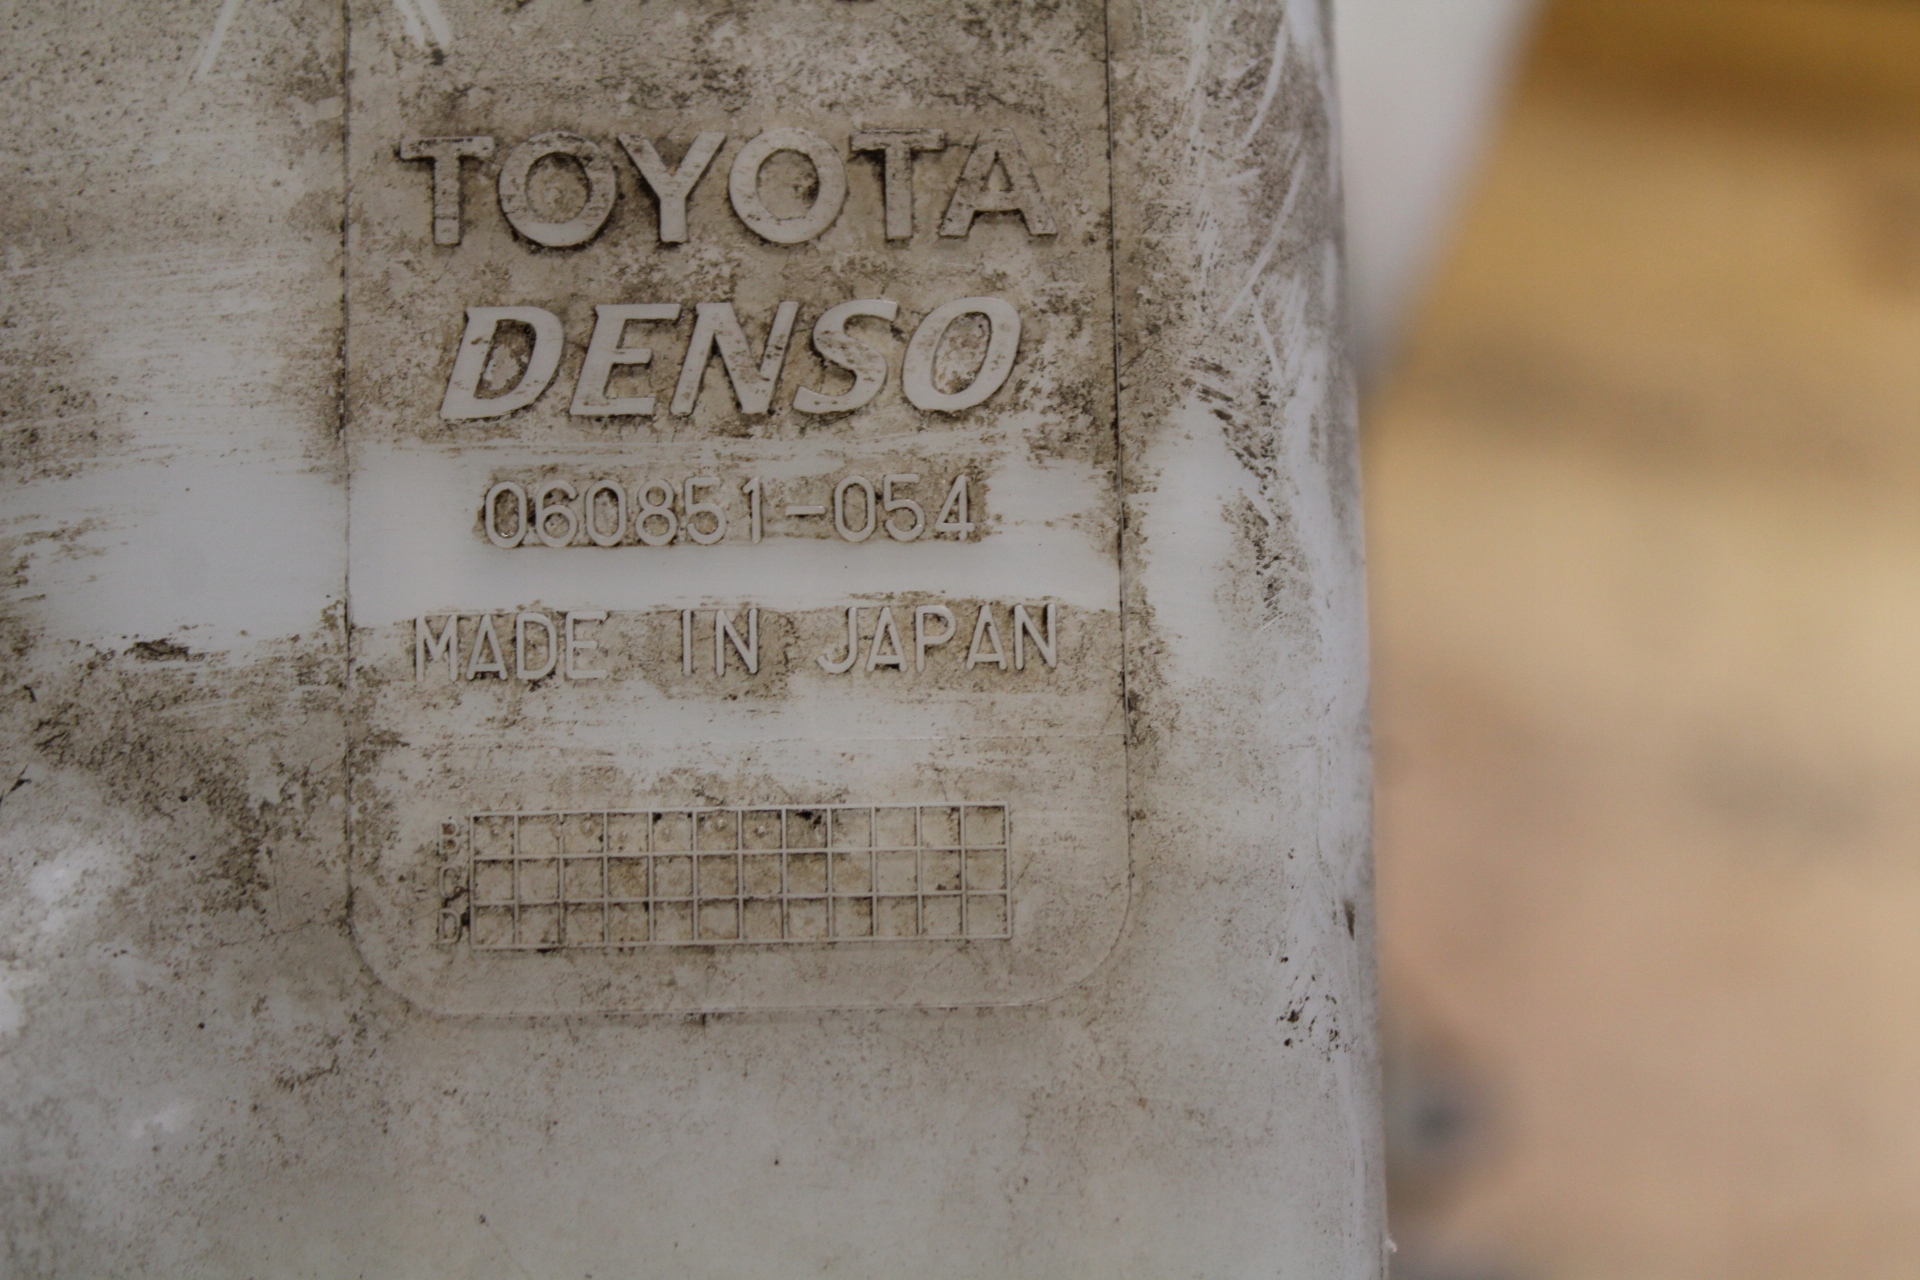 TOYOTA
DENSO
060851-054
MADE IN JAPAN
D